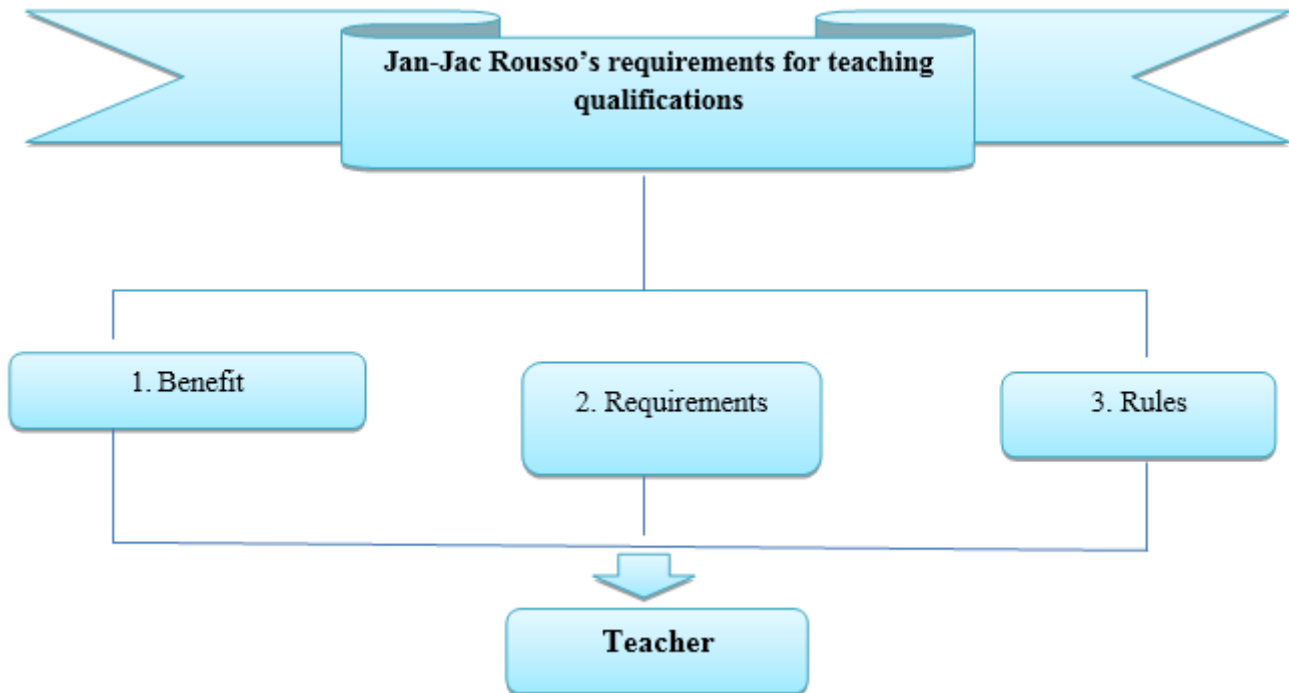 Jan-Jac Rousso’s requirements for teaching
qualifications
1. Benefit
2. Requirements
3. Rules
Teacher